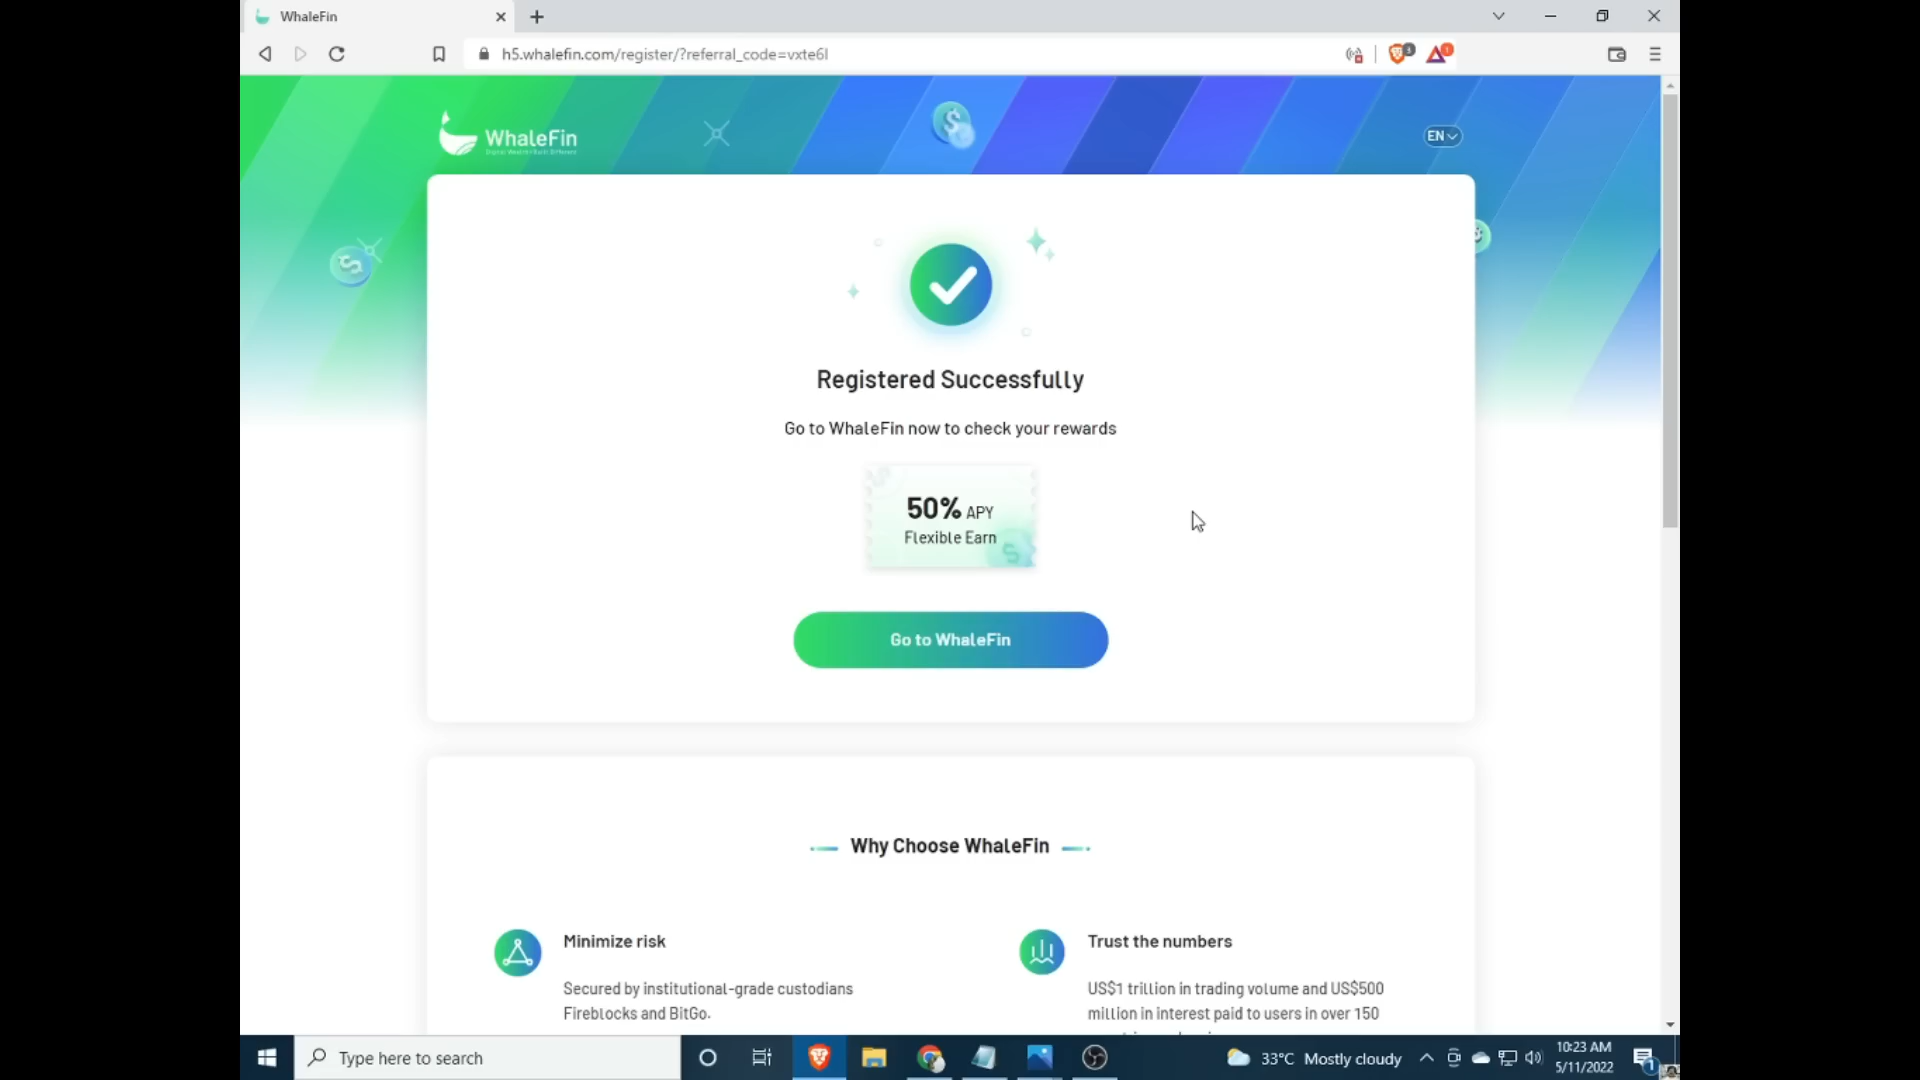 WhaleFin
h5.whalefin.com/register/?referral_code=vxte6l
WhaleFin
EN
Registered Successfully
Go to WhaleFin now to check your rewards
50% APY
Flexible Earn
Go to WhaleFin
Why Choose WhaleFin
Minimize risk
Secured by institutional-grade custodians
Fireblocks and BitGo.
Trust the numbers
US$1 trillion in trading volume and US$500
million in interest paid to users in over 150
Type here to search
33°C Mostly cloudy
10:23 AM
5/11/2022